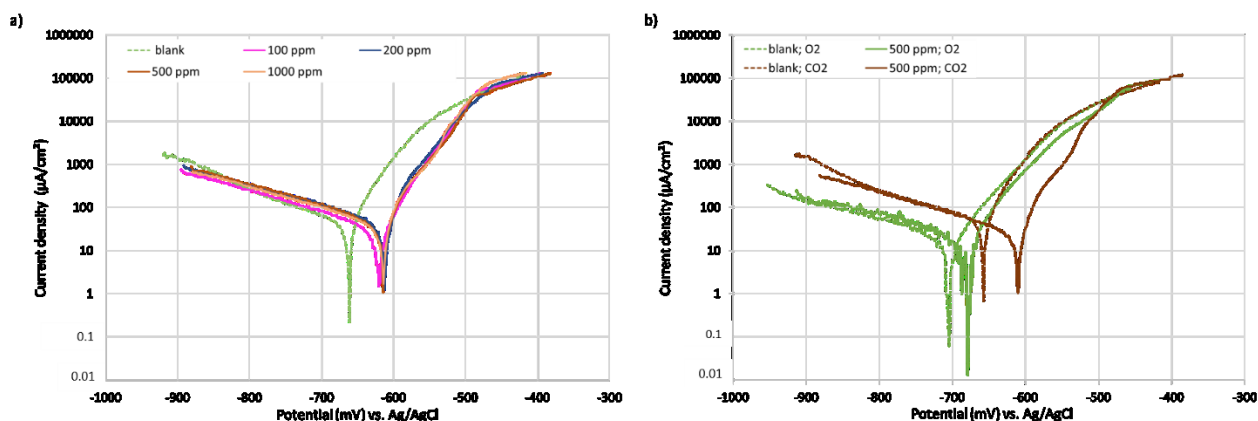 a)
1000000
100000
10000
1000
100
10
1
0.1
0.01
Current density (µA/cm²)
blank
100 ppm
200 ppm
500 ppm
1000 ppm
-1000
-900
-800
-700
-600
-500
-400
-300
Potential (mV) vs. Ag/AgCl
b)
1000000
100000
10000
1000
100
10
1
0.1
0.01
Current density (µA/cm²)
blank; O2
500 ppm; O2
blank; CO2
500 ppm; CO2
-1000
-900
-800
-700
-600
-500
-400
-300
Potential (mV) vs. Ag/AgCl